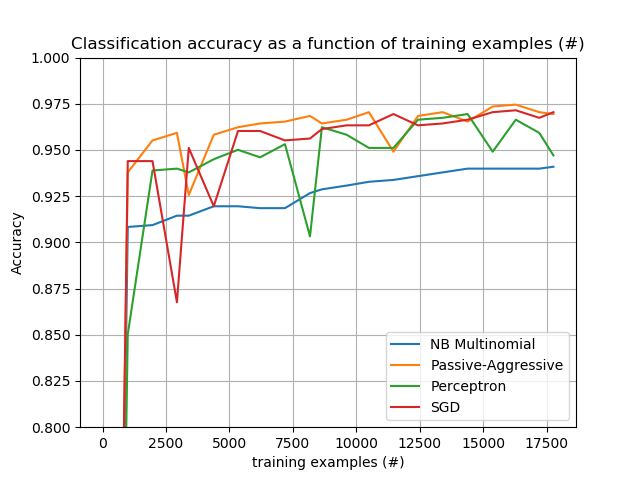 Classification accuracy as a function of training examples (#)
1.000
0.975
0.950
0.925
0.900
0.875
0.850
0.825
0.800
Accuracy
NB Multinomial
Passive-Aggressive
Perceptron
SGD
0 2500 5000 7500 10000 12500 15000 17500
training examples (#)